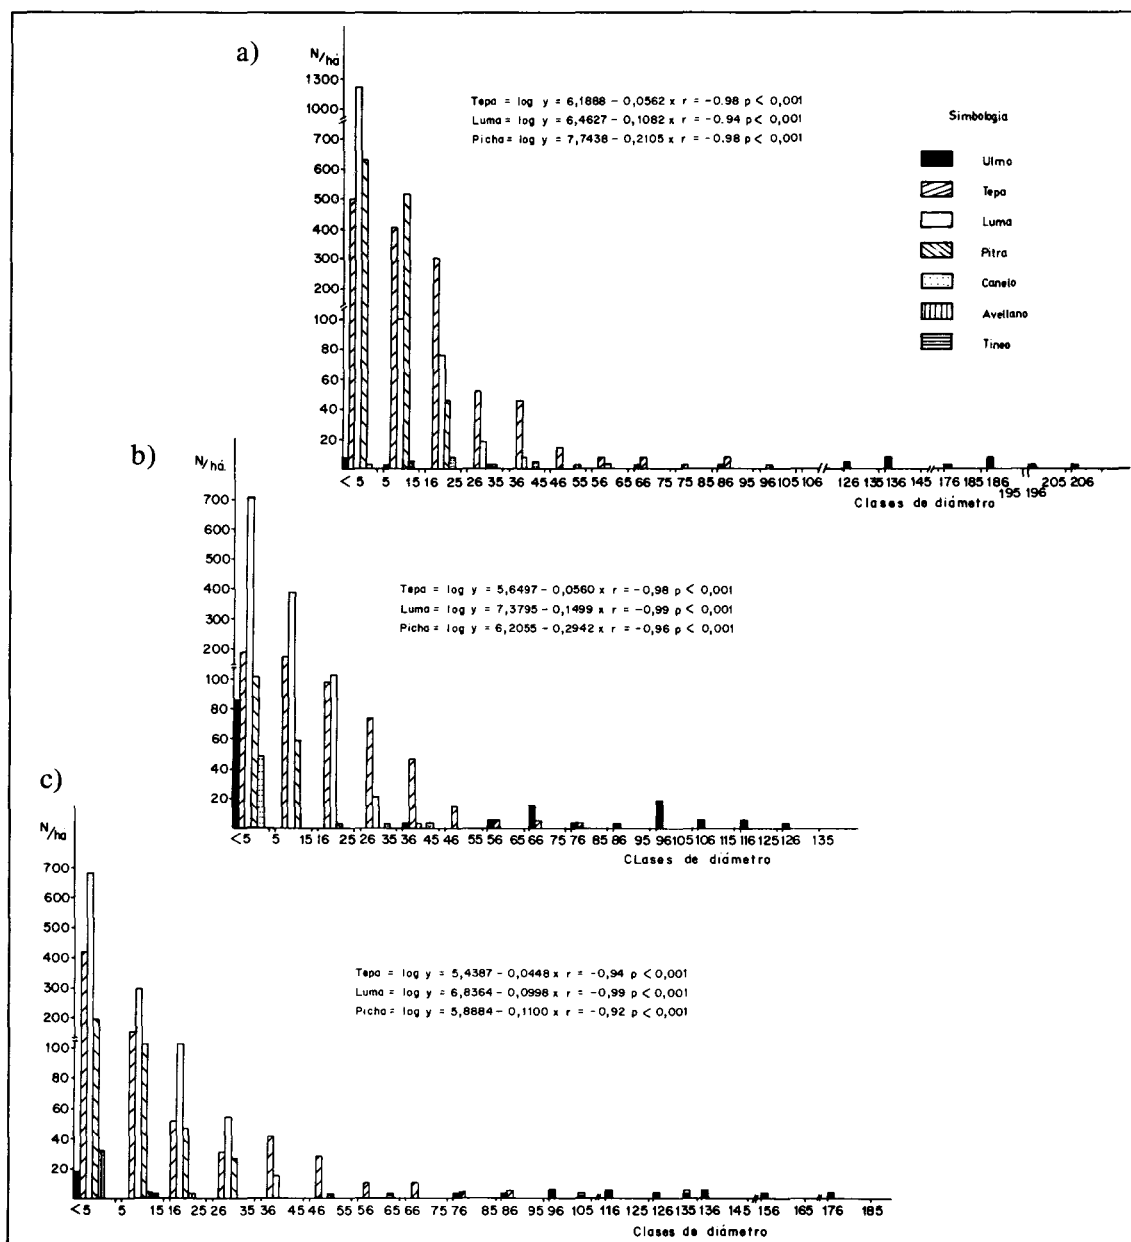 a)
N/há
1300
1000
700
600
500
400
300
200
100
80
60
40
20
Tepa = log y = 6,1888 - 0,0562 x r = -0.98 p < 0,001
Luma = log y = 6,4627 - 0,1082 x r = -0.94 p < 0,001
Picha = log y = 7,7438 - 0,2105 x r = -0.98 p < 0,001
Simbología
Ulmo
Tepa
Luma
Pitra
Canelo
Avellano
Tineo
< 5 5 15 16 25 26 35 36 45 46 55 56 65 66 75 76 85 86 95 96 105 106 126 135 136 145 176 185 186 195 196 205 206
Clases de diámetro
b)
N/há.
700
600
500
400
300
200
100
80
60
40
20
Tepa = log y = 5,6497 - 0,0560 x r = -0,98 p < 0,001
Luma = log y = 7,3795 - 0,1499 x r = -0,99 p < 0,001
Picha = log y = 6,2055 - 0,2942 x r = -0,96 p < 0,001
< 5 5 15 16 25 26 35 36 45 46 55 56 65 66 75 76 85 86 95 96 105 106 115 116 125 126 135
CLases de diámetro
c)
N/há
700
600
500
400
300
200
100
80
60
40
20
Tepa = log y = 5,4387 - 0,0448 x r = -0,94 p < 0,001
Luma = log y = 6,8364 - 0,0998 x r = -0,99 p < 0,001
Picha = log y = 5,8884 - 0,1100 x r = -0,92 p < 0,001
< 5 5 15 16 25 26 35 36 45 46 55 56 65 66 75 76 85 86 95 96 105 115 116 126 135 136 145 156 175 176 185
Clases de diámetro